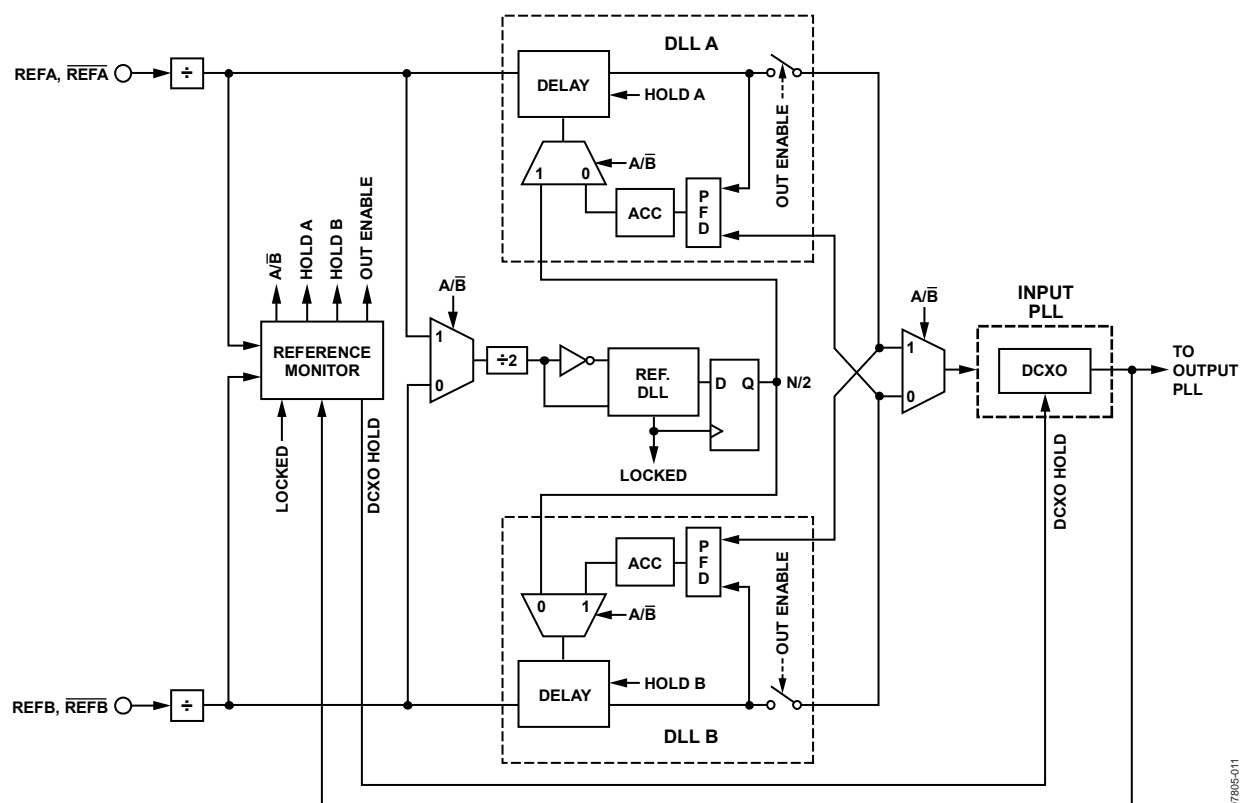 DLL A
REFA, REFA
÷
DELAY
HOLD A
OUT ENABLE
A/B
1 0
ACC
PFD
A/B
HOLD A
HOLD B
OUT ENABLE
REFERENCE
MONITOR
LOCKED
DCXO HOLD
A/B
1
0
÷2
REF.
DLL
D Q
N/2
LOCKED
A/B
1
0
INPUT
PLL
DCXO
TO
OUTPUT
PLL
DCXO HOLD
ACC
PFD
0 1
A/B
OUT ENABLE
REFB, REFB
÷
DELAY
HOLD B
DLL B
07805-011